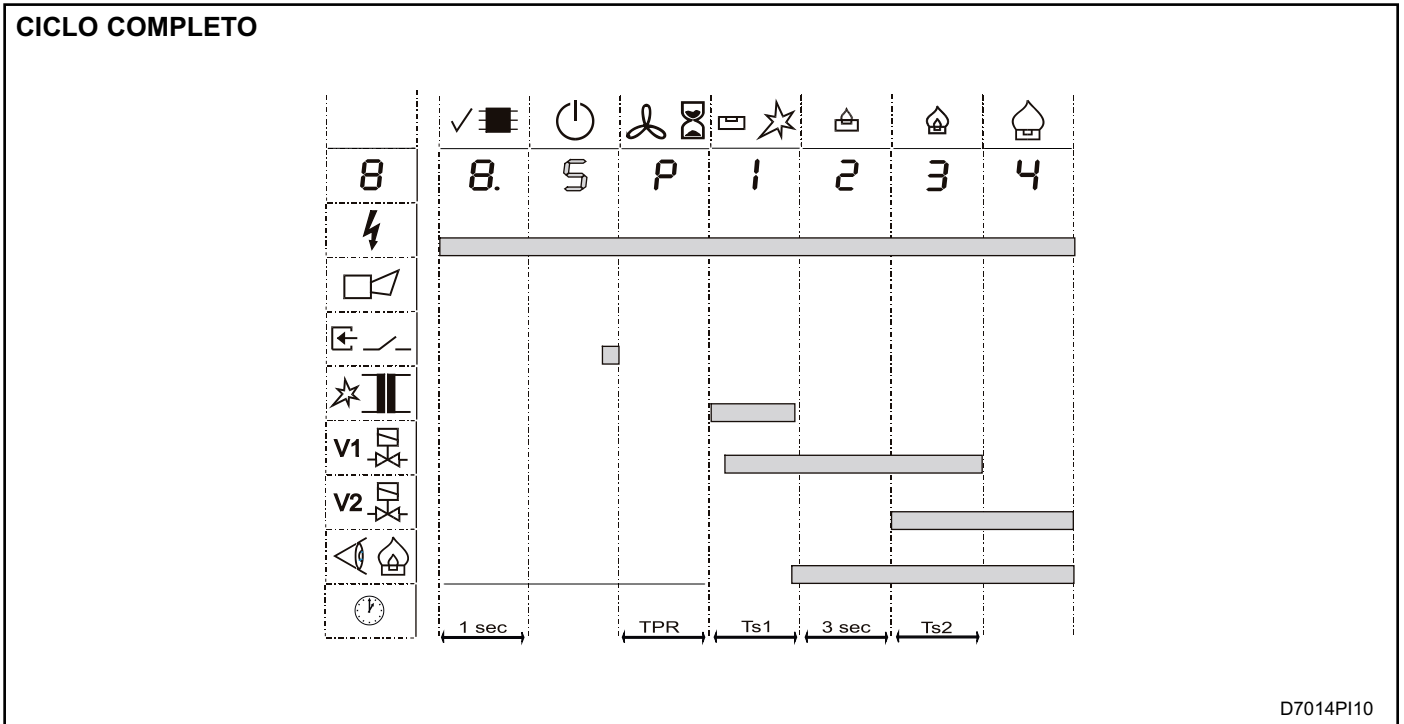 CICLO COMPLETO
8 8. S P 1 2 3 4
V1
V2
1 sec TPR Ts1 3 sec Ts2
D7014PI10